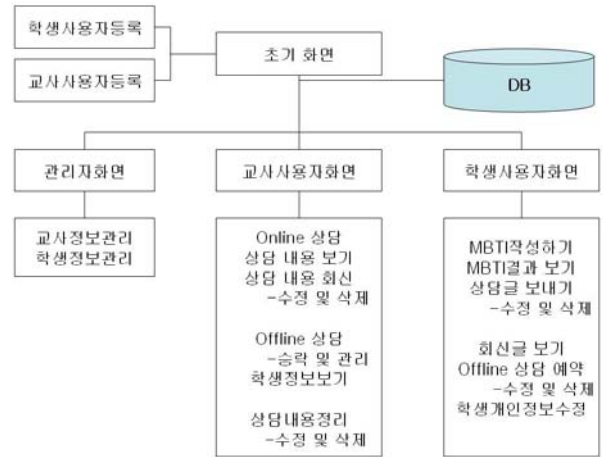 학생사용자등록
초기 화면
교사사용자등록
DB
관리자화면
교사사용자화면
학생사용자화면
교사정보관리
학생정보관리
Online 상담
상담 내용 보기
상담 내용 회신
-수정 및 삭제
Offline 상담
-승락 및 관리
학생정보보기
상담내용정리
-수정 및 삭제
MBTI작성하기
MBTI결과 보기
상담글 보내기
-수정 및 삭제
회신글 보기
Offline 상담 예약
-수정 및 삭제
학생개인정보수정